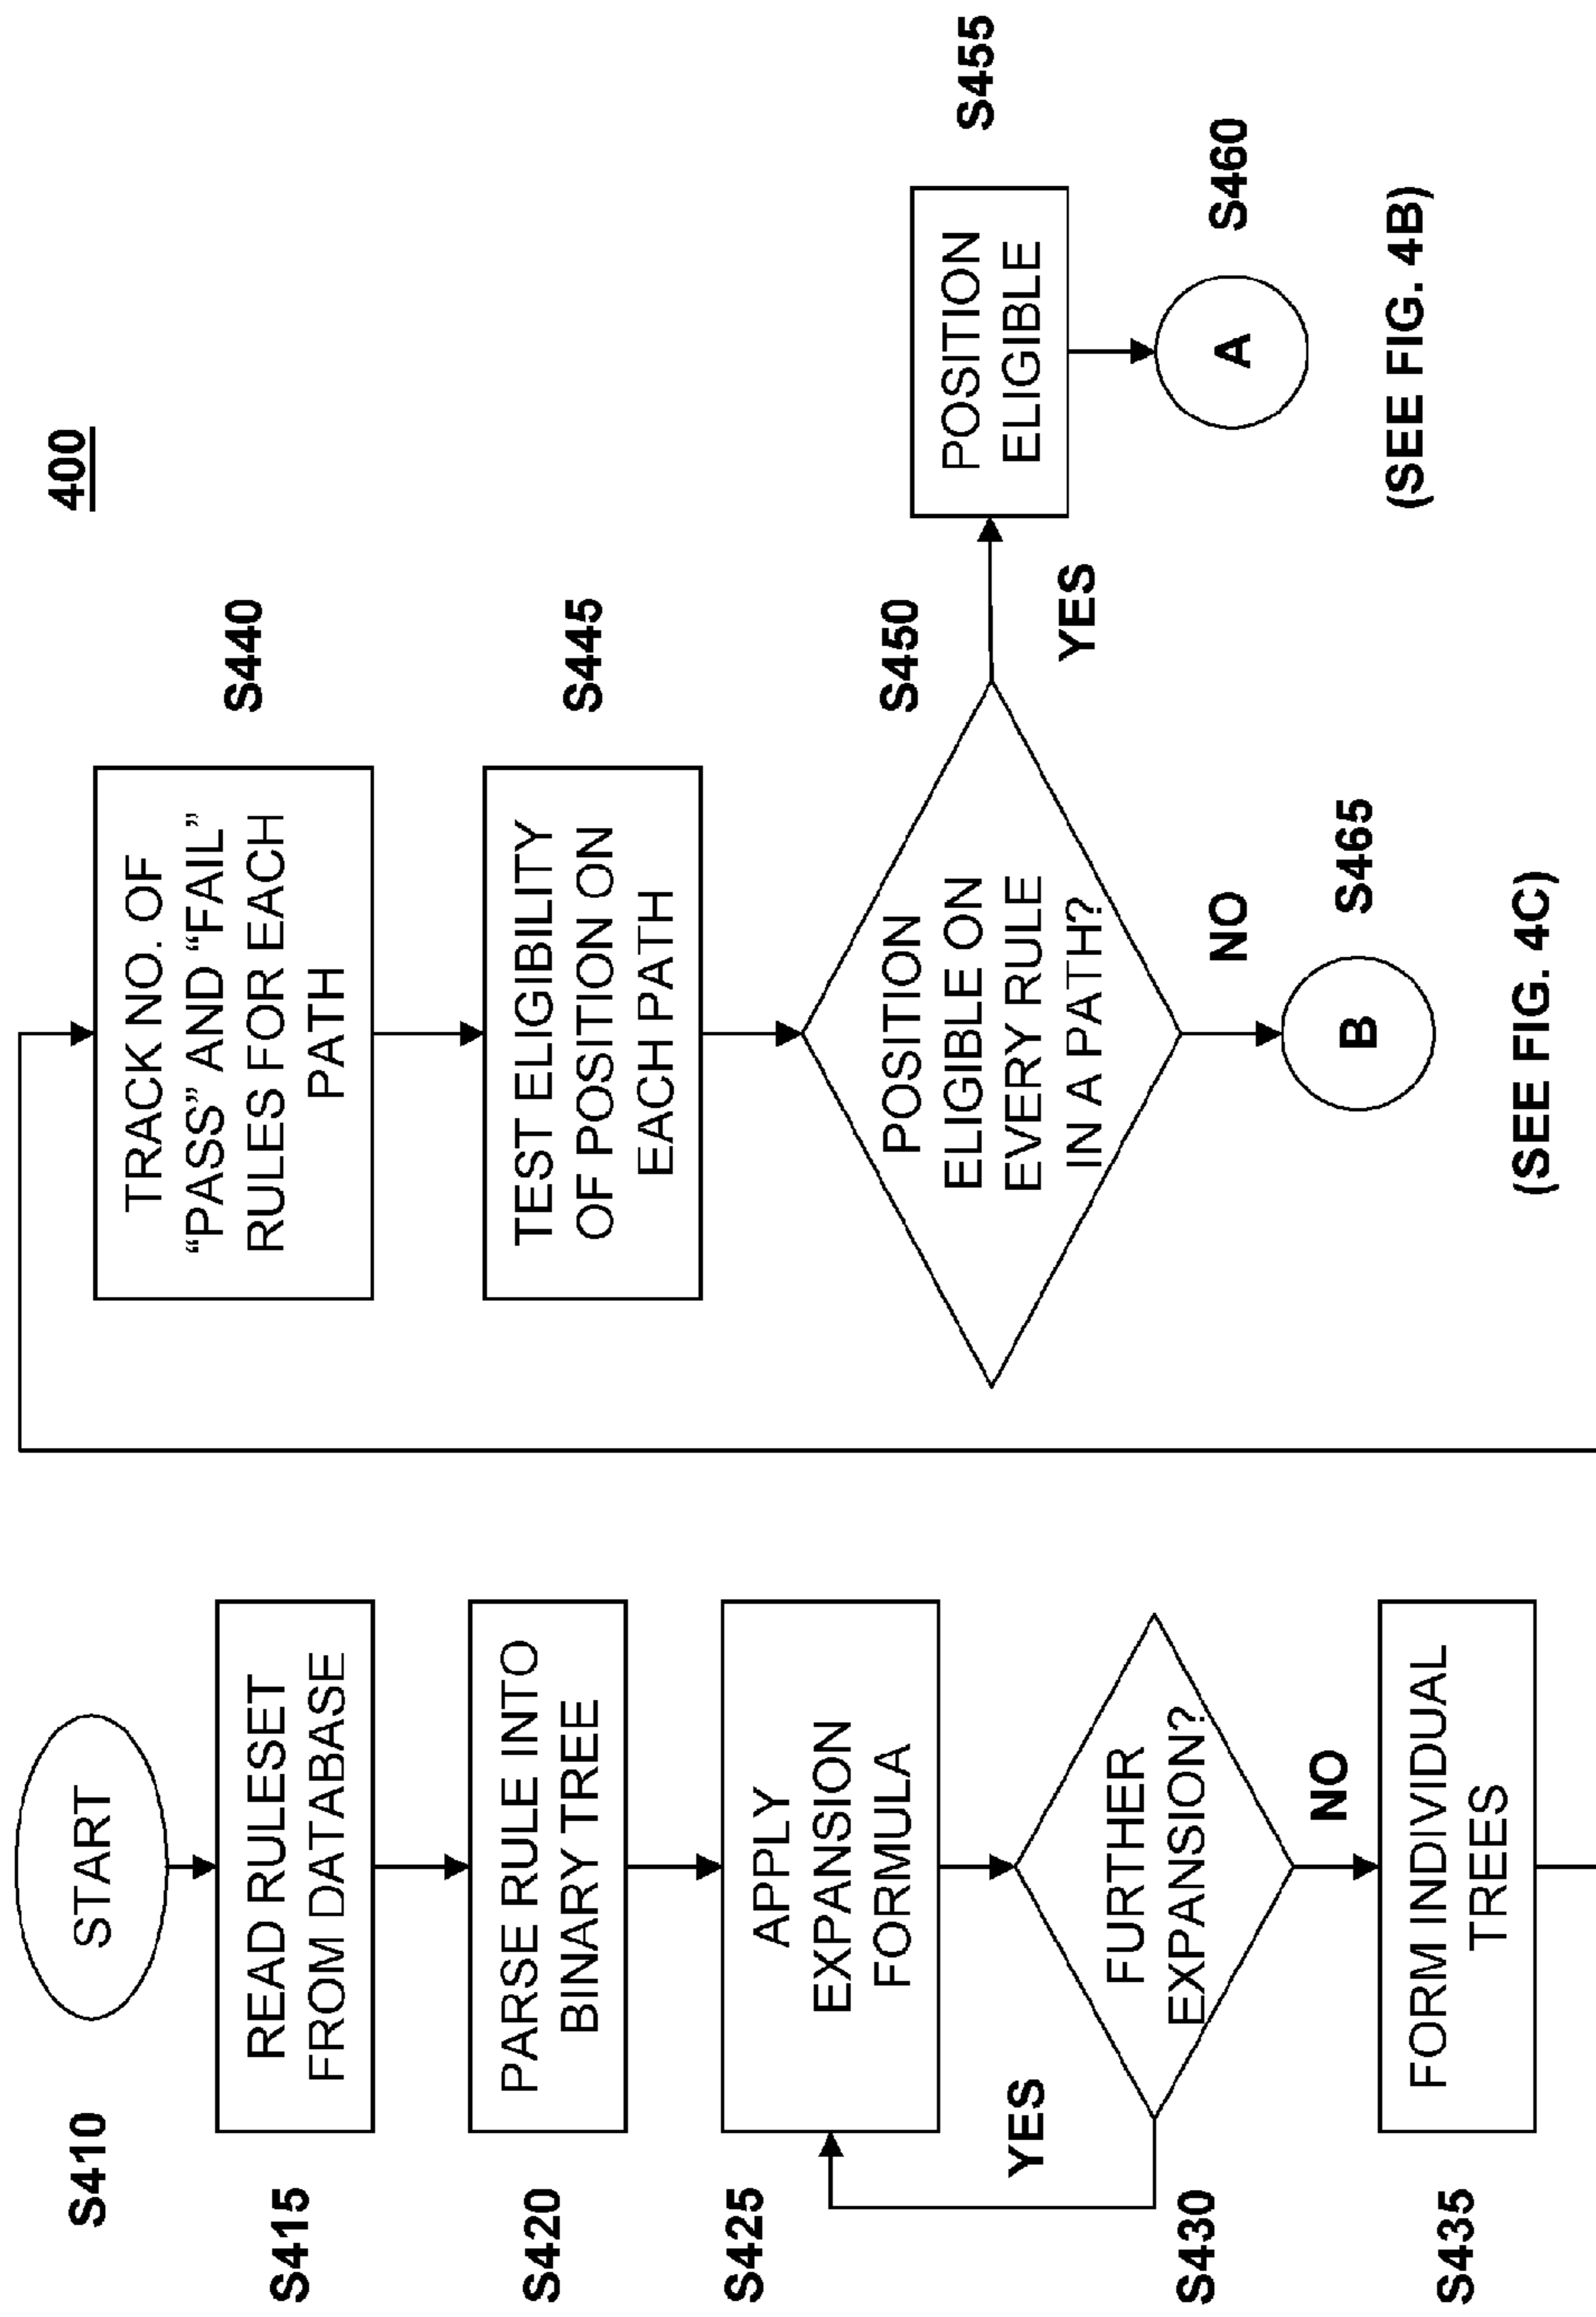 400
S410
START
S415
READ RULESET
FROM DATABASE
S420
PARSE RULE INTO
BINARY TREE
S425
APPLY
EXPANSION
FORMULA
YES
S430
FURTHER
EXPANSION?
NO
S435
FORM INDIVIDUAL
TREES
TRACK NO. OF
“PASS” AND “FAIL”
RULES FOR EACH
PATH
S440
TEST ELIGIBILITY
OF POSITION ON
EACH PATH
S445
POSITION
ELIGIBLE ON
EVERY RULE
IN A PATH?
S450
YES
POSITION
ELIGIBLE
S455
A
S460
(SEE FIG. 4B)
NO
B
S465
(SEE FIG. 4C)